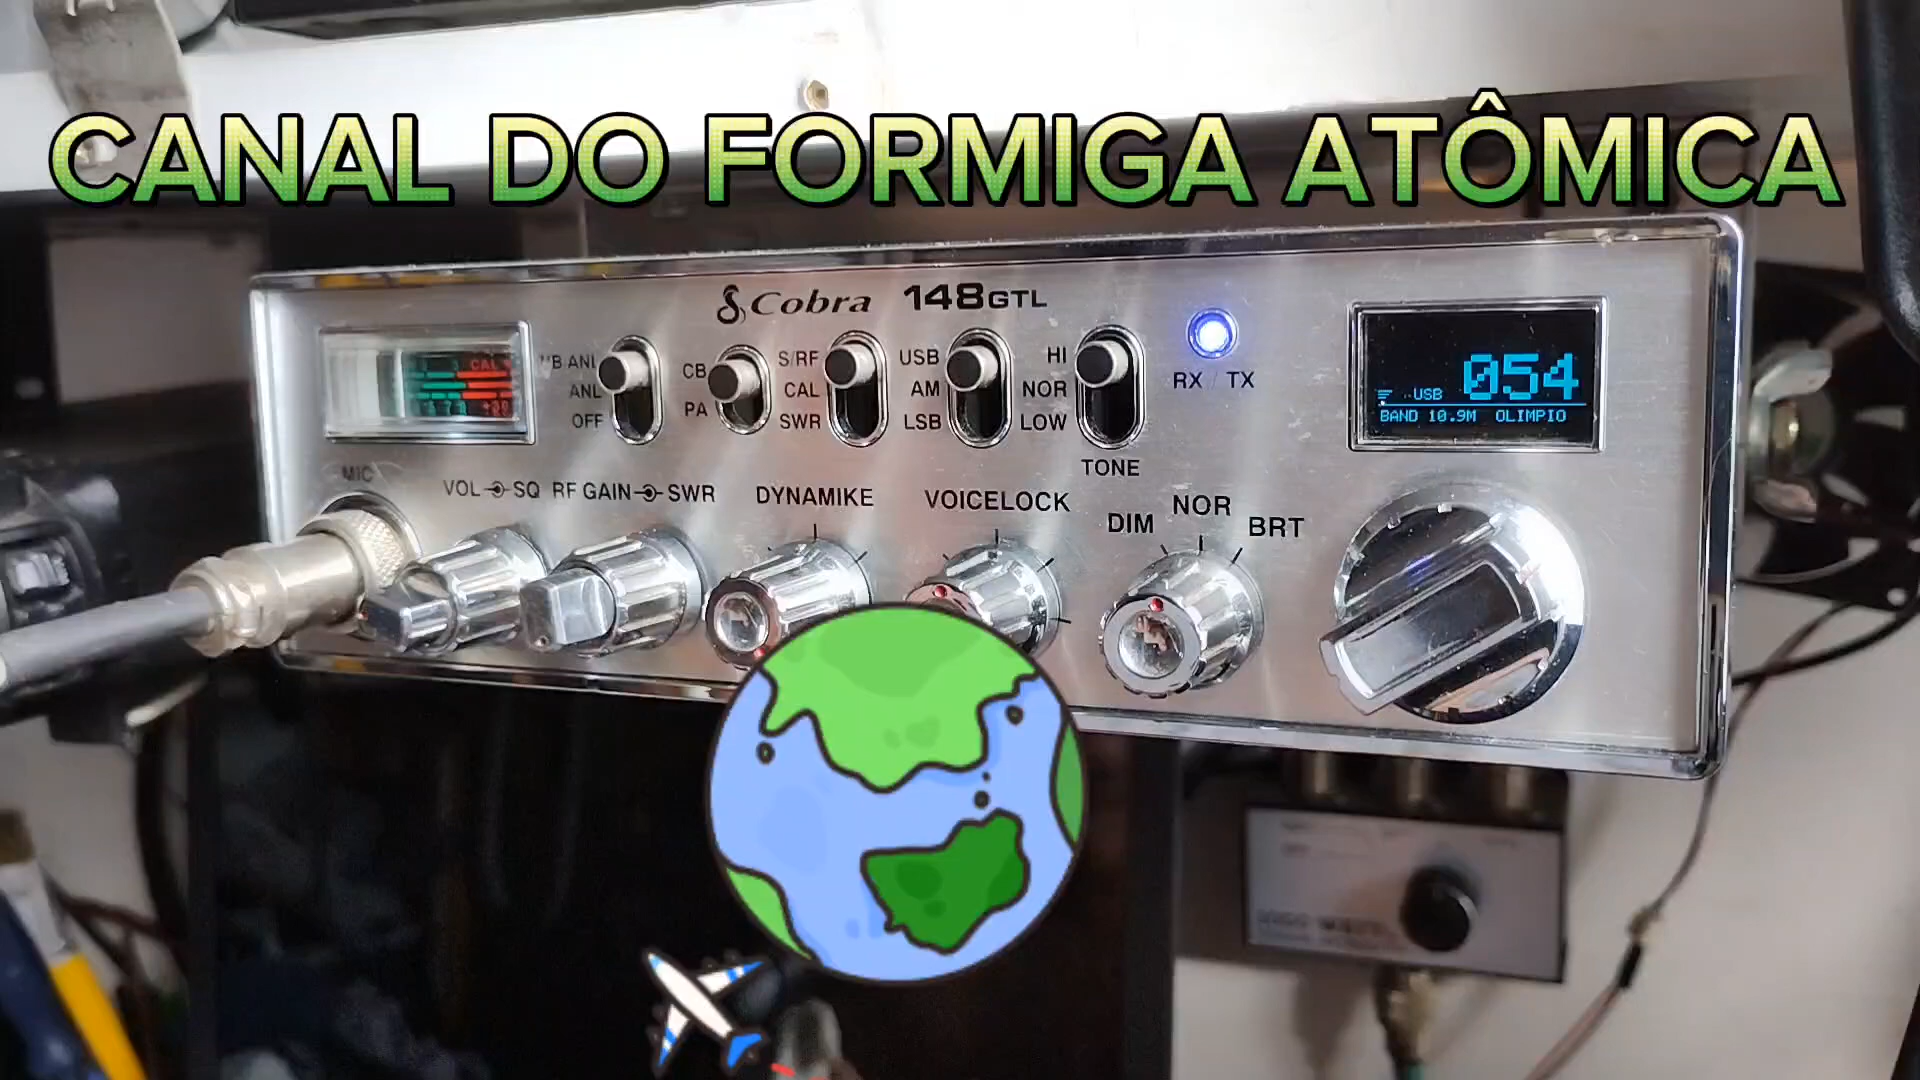 CANAL DO FORMIGA ATÔMICA
Cobra 148GTL
ANL
ANL
OFF
CB
PA
S/RF
CAL
SWR
USB
AM
LSB
HI
NOR
LOW
TONE
RX / TX
054
USB
BAND 10.9M OLIMPIO
CAL
MIC
VOL SQ
RF GAIN SWR
DYNAMIKE
VOICELOCK
DIM
NOR
BRT